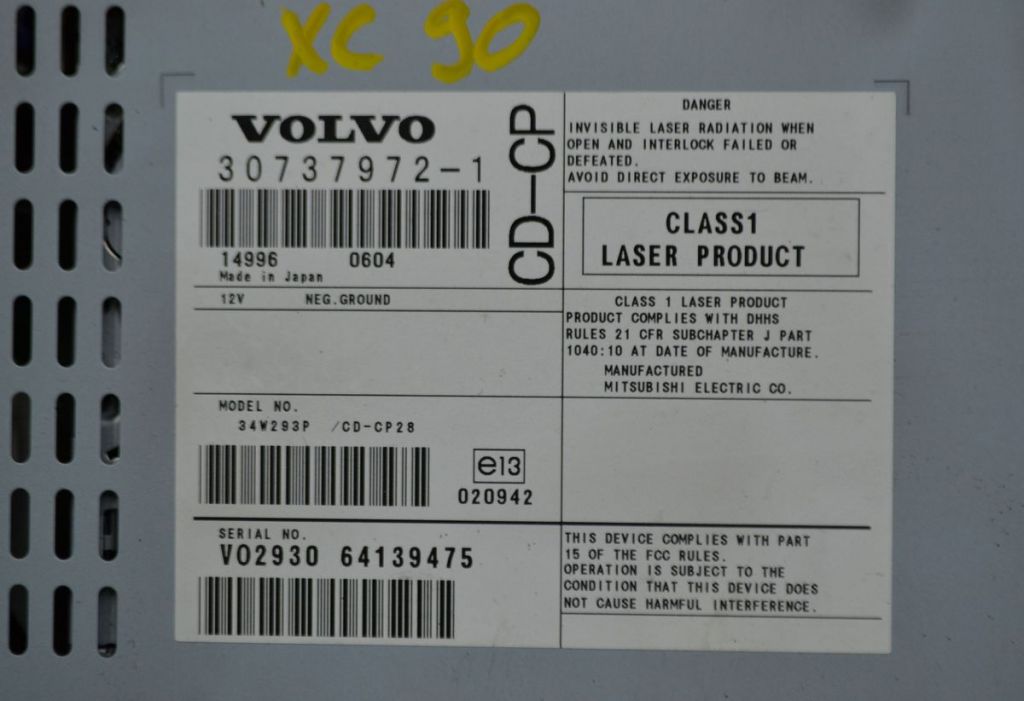 XC 90
VOLVO
30737972-1
14996 0604
Made in Japan
CD-CP
12V NEG.GROUND
MODEL NO.
34W293P /CD-CP28
e13
020942
SERIAL NO.
VO2930 64139475
DANGER
INVISIBLE LASER RADIATION WHEN
OPEN AND INTERLOCK FAILED OR
DEFEATED.
AVOID DIRECT EXPOSURE TO BEAM.
CLASS1
LASER PRODUCT
CLASS 1 LASER PRODUCT
PRODUCT COMPLIES WITH DHHS
RULES 21 CFR SUBCHAPTER J PART
1040:10 AT DATE OF MANUFACTURE.
MANUFACTURED
MITSUBISHI ELECTRIC CO.
THIS DEVICE COMPLIES WITH PART
15 OF THE FCC RULES.
OPERATION IS SUBJECT TO THE
CONDITION THAT THIS DEVICE DOES
NOT CAUSE HARMFUL INTERFERENCE.